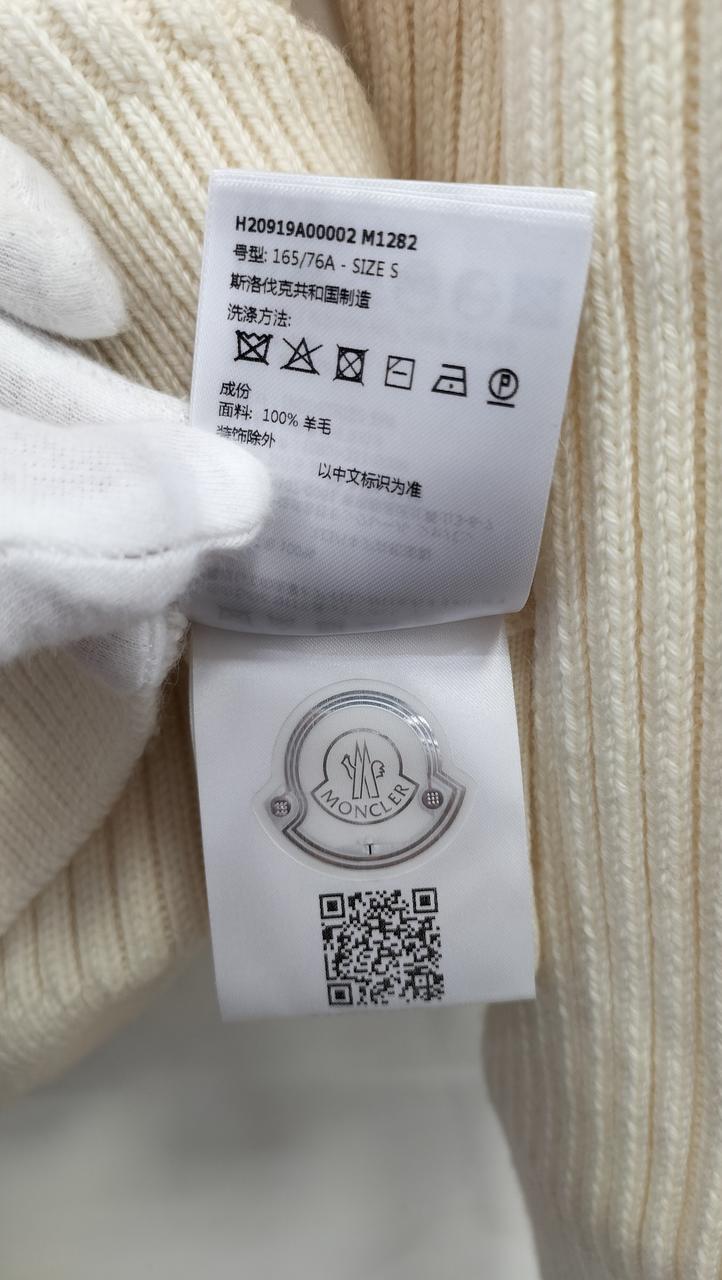 H20919A00002 M1282
号型: 165/76A - SIZE S
斯洛伐克共和国制造
洗涤方法:
P
成份
面料: 100% 羊毛
装饰除外
以中文标识为准
MONCLER